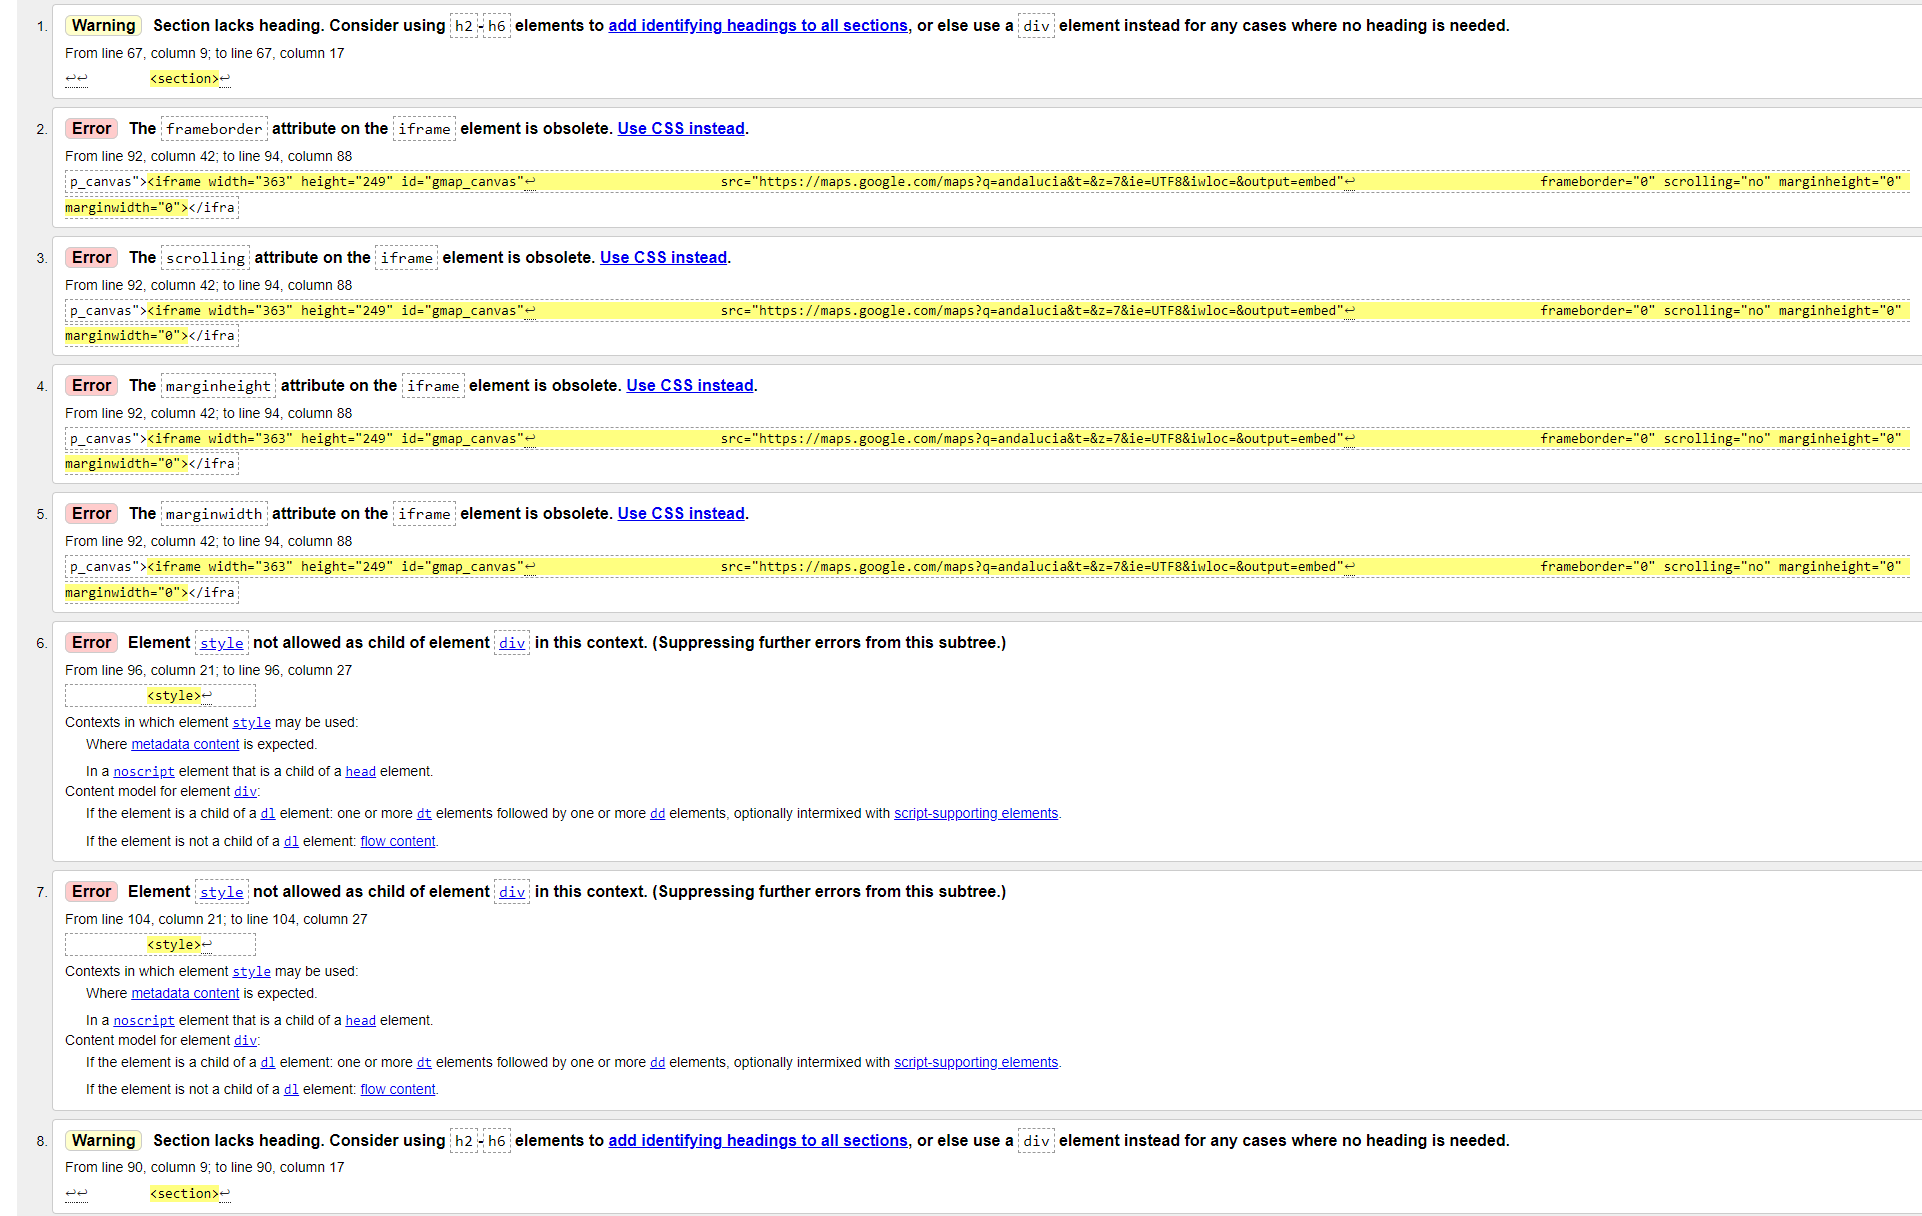 1. Warning Section lacks heading. Consider using h2-h6 elements to add identifying headings to all sections, or else use a div element instead for any cases where no heading is needed.
From line 67, column 9; to line 67, column 17
↩↩ <section>↩
2. Error The frameborder attribute on the iframe element is obsolete. Use CSS instead.
From line 92, column 42; to line 94, column 88
p_canvas"><iframe width="363" height="249" id="gmap_canvas"↩ src="https://maps.google.com/maps?q=andalucia&t=&z=7&ie=UTF8&iwloc=&output=embed"↩ frameborder="0" scrolling="no" marginheight="0"
marginwidth="0"></ifra
3. Error The scrolling attribute on the iframe element is obsolete. Use CSS instead.
From line 92, column 42; to line 94, column 88
p_canvas"><iframe width="363" height="249" id="gmap_canvas"↩ src="https://maps.google.com/maps?q=andalucia&t=&z=7&ie=UTF8&iwloc=&output=embed"↩ frameborder="0" scrolling="no" marginheight="0"
marginwidth="0"></ifra
4. Error The marginheight attribute on the iframe element is obsolete. Use CSS instead.
From line 92, column 42; to line 94, column 88
p_canvas"><iframe width="363" height="249" id="gmap_canvas"↩ src="https://maps.google.com/maps?q=andalucia&t=&z=7&ie=UTF8&iwloc=&output=embed"↩ frameborder="0" scrolling="no" marginheight="0"
marginwidth="0"></ifra
5. Error The marginwidth attribute on the iframe element is obsolete. Use CSS instead.
From line 92, column 42; to line 94, column 88
p_canvas"><iframe width="363" height="249" id="gmap_canvas"↩ src="https://maps.google.com/maps?q=andalucia&t=&z=7&ie=UTF8&iwloc=&output=embed"↩ frameborder="0" scrolling="no" marginheight="0"
marginwidth="0"></ifra
6. Error Element style not allowed as child of element div in this context. (Suppressing further errors from this subtree.)
From line 96, column 21; to line 96, column 27
<style>↩
Contexts in which element style may be used:
Where metadata content is expected.
In a noscript element that is a child of a head element.
Content model for element div:
If the element is a child of a dl element: one or more dt elements followed by one or more dd elements, optionally intermixed with script-supporting elements.
If the element is not a child of a dl element: flow content.
7. Error Element style not allowed as child of element div in this context. (Suppressing further errors from this subtree.)
From line 104, column 21; to line 104, column 27
<style>↩
Contexts in which element style may be used:
Where metadata content is expected.
In a noscript element that is a child of a head element.
Content model for element div:
If the element is a child of a dl element: one or more dt elements followed by one or more dd elements, optionally intermixed with script-supporting elements.
If the element is not a child of a dl element: flow content.
8. Warning Section lacks heading. Consider using h2-h6 elements to add identifying headings to all sections, or else use a div element instead for any cases where no heading is needed.
From line 90, column 9; to line 90, column 17
↩↩ <section>↩